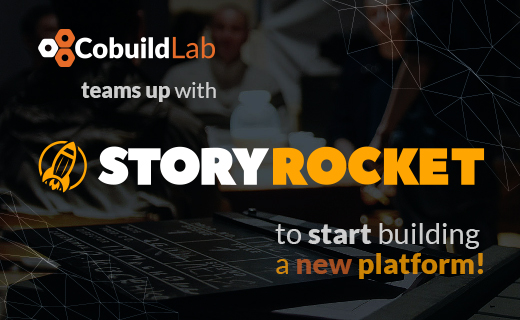 CobuildLab
teams up with
STORYROCKET
to start building
a new platform!